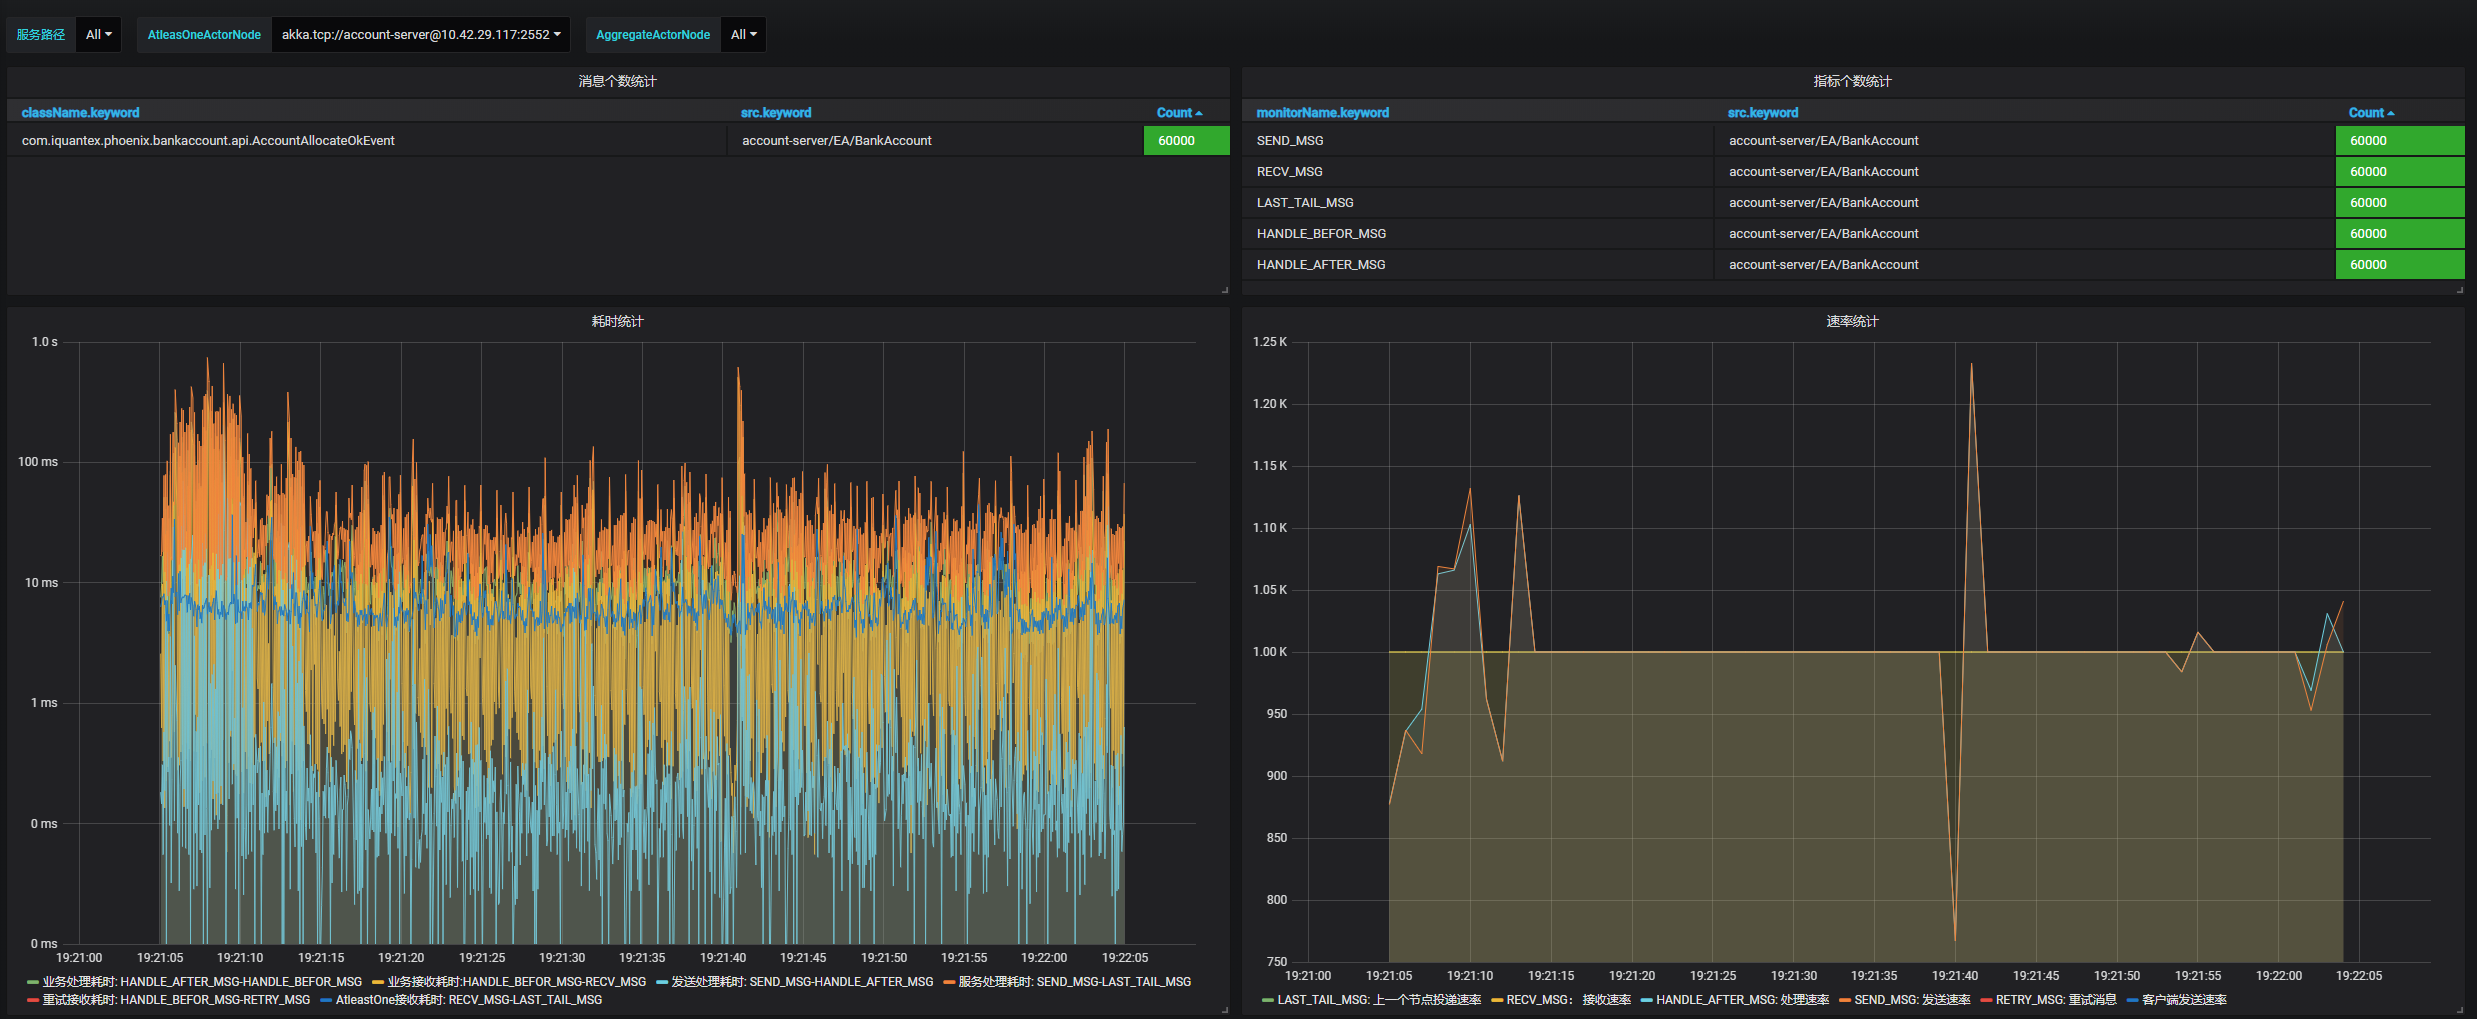 服务路径 All AtleasOneActorNode akka.tcp://account-server@10.42.29.117:2552 AggregateActorNode All
消息个数统计
className.keyword src.keyword Count
com.iquantex.phoenix.bankaccount.api.AccountAllocateOkEvent account-server/EA/BankAccount 60000
指标个数统计
monitorName.keyword src.keyword Count
SEND_MSG account-server/EA/BankAccount 60000
RECV_MSG account-server/EA/BankAccount 60000
LAST_TAIL_MSG account-server/EA/BankAccount 60000
HANDLE_BEFOR_MSG account-server/EA/BankAccount 60000
HANDLE_AFTER_MSG account-server/EA/BankAccount 60000
耗时统计
1.0 s
100 ms
10 ms
1 ms
0 ms
0 ms
19:21:00 19:21:05 19:21:10 19:21:15 19:21:20 19:21:25 19:21:30 19:21:35 19:21:40 19:21:45 19:21:50 19:21:55 19:22:00 19:22:05
业务处理耗时: HANDLE_AFTER_MSG-HANDLE_BEFOR_MSG 业务接收耗时:HANDLE_BEFOR_MSG-RECV_MSG 发送处理耗时: SEND_MSG-HANDLE_AFTER_MSG 服务处理耗时: SEND_MSG-LAST_TAIL_MSG
重试接收耗时: HANDLE_BEFOR_MSG-RETRY_MSG AtleastOne接收耗时: RECV_MSG-LAST_TAIL_MSG
速率统计
1.25 K
1.20 K
1.15 K
1.10 K
1.05 K
1.00 K
950
900
850
800
750
19:21:00 19:21:05 19:21:10 19:21:15 19:21:20 19:21:25 19:21:30 19:21:35 19:21:40 19:21:45 19:21:50 19:21:55 19:22:00 19:22:05
LAST_TAIL_MSG: 上一个节点投递速率 RECV_MSG： 接收速率 HANDLE_AFTER_MSG: 处理速率 SEND_MSG: 发送速率 RETRY_MSG: 重试消息 客户端发送速率